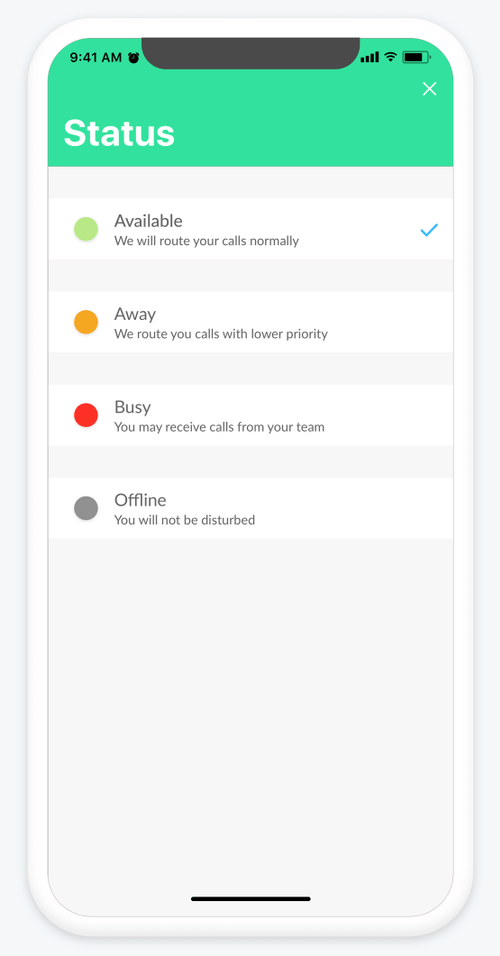 9:41 AM
Status
Available
We will route your calls normally
Away
We route you calls with lower priority
Busy
You may receive calls from your team
Offline
You will not be disturbed